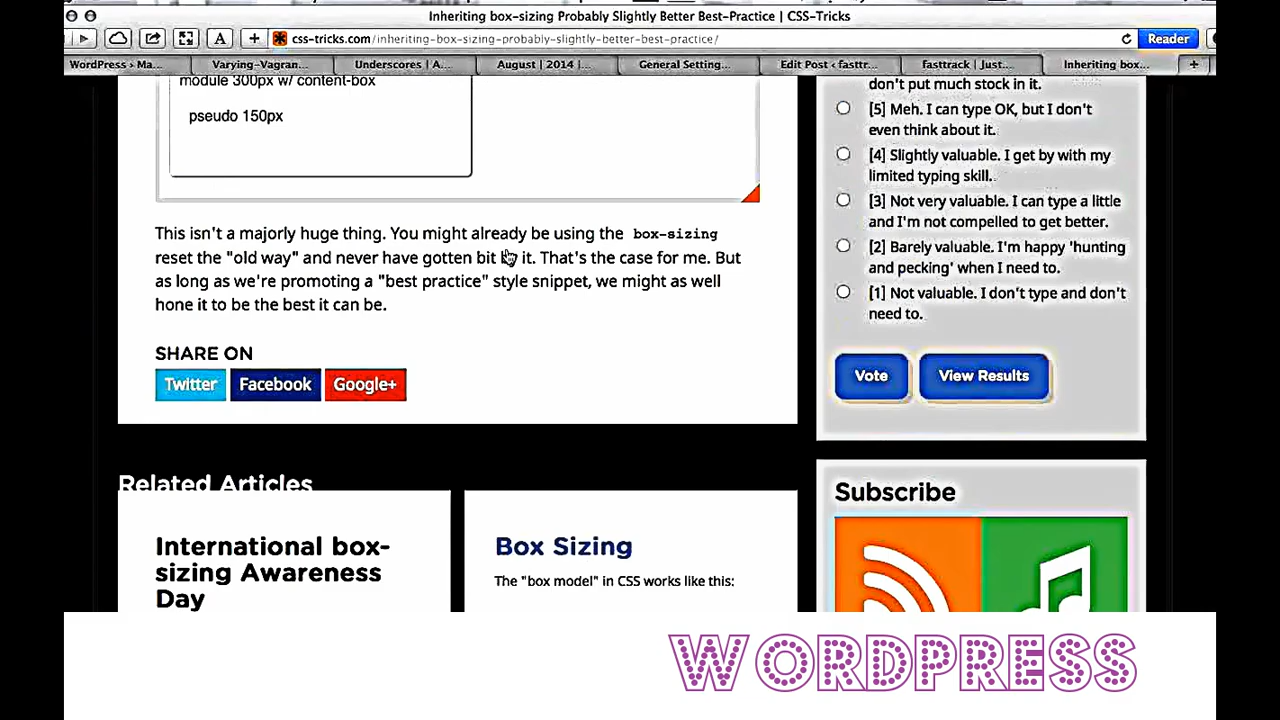 Inheriting box-sizing Probably Slightly Better Best-Practice | CSS-Tricks
A
css-tricks.com/inheriting-box-sizing-probably-slightly-better-best-practice/
Reader
WordPress › Ma...
Varying-Vagran...
Underscores | A...
August | 2014 |...
General Setting...
Edit Post ‹ fasttr...
fasttrack | Just...
Inheriting box...
module 300px w/ content-box
pseudo 150px
This isn't a majorly huge thing. You might already be using the box-sizing
reset the "old way" and never have gotten bit by it. That's the case for me. But
as long as we're promoting a "best practice" style snippet, we might as well
hone it to be the best it can be.
SHARE ON
Twitter Facebook Google+
Related Articles
International box-
sizing Awareness
Day
Box Sizing
The "box model" in CSS works like this:
don't put much stock in it.
[5] Meh. I can type OK, but I don't
even think about it.
[4] Slightly valuable. I get by with my
limited typing skill.
[3] Not very valuable. I can type a little
and I'm not compelled to get better.
[2] Barely valuable. I'm happy 'hunting
and pecking' when I need to.
[1] Not valuable. I don't type and don't
need to.
Vote View Results
Subscribe
WORDPRESS